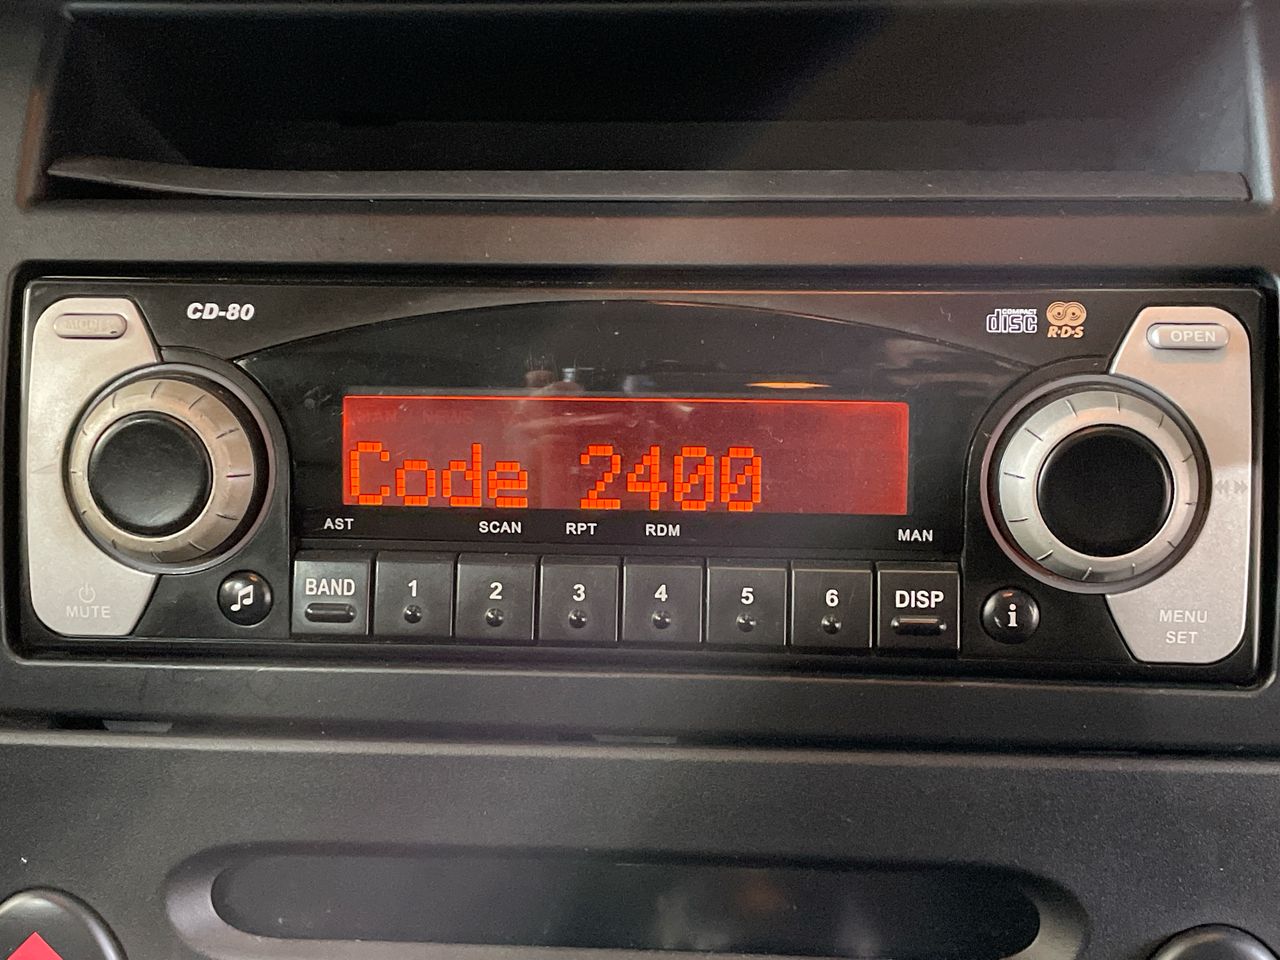 CD-80
COMPACT
disc
R·D·S
OPEN
Code 2400
AST
SCAN
RPT
RDM
MAN
BAND
1
2
3
4
5
6
DISP
i
MUTE
MENU
SET